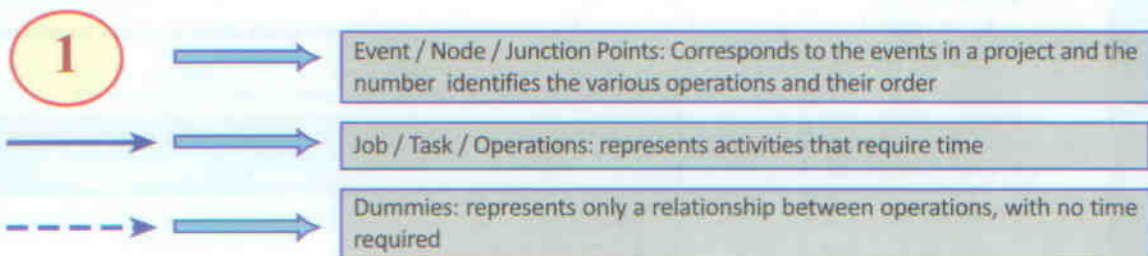 1
Event / Node / Junction Points: Corresponds to the events in a project and the
number identifies the various operations and their order
Job / Task / Operations: represents activities that require time
Dummies: represents only a relationship between operations, with no time
required